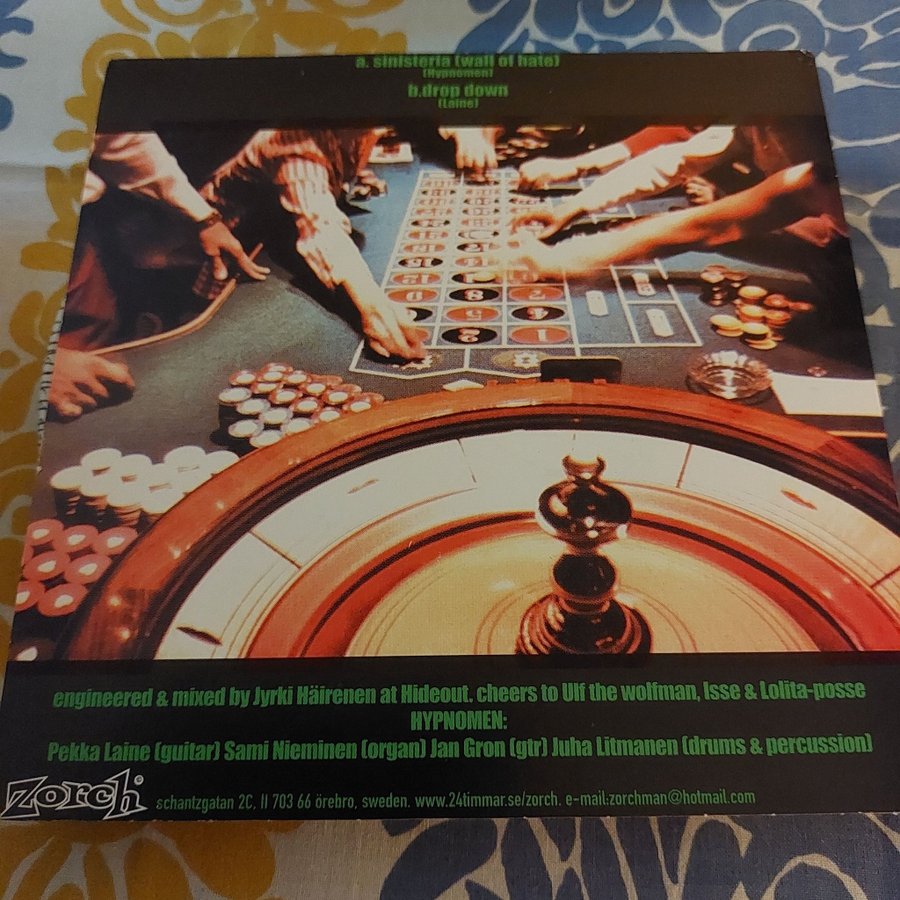 a. sinisteria (wall of hate)
(Hypnomen)
b.drop down
(Laine)
engineered & mixed by Jyrki Häirenen at Hideout. cheers to Ulf the wolfman, Isse & Lolita-posse
HYPNOMEN:
Pekka Laine (guitar) Sami Nieminen (organ) Jan Gron (gtr) Juha Litmanen (drums & percussion)
zorch schantzgatan 2C, II 703 66 örebro, sweden. www.24timmar.se/zorch. e-mail:zorchman@hotmail.com